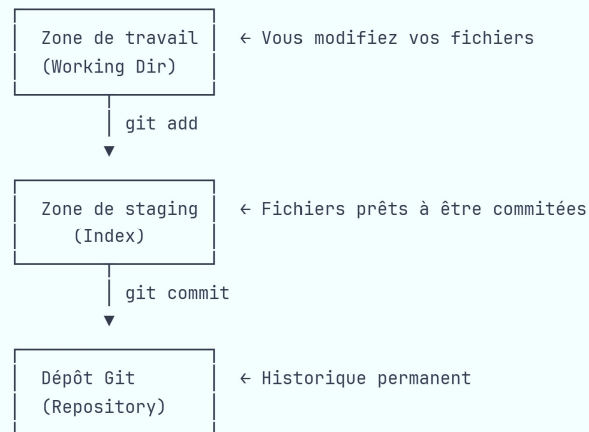 Zone de travail ← Vous modifiez vos fichiers
(Working Dir)
git add
▼
Zone de staging ← Fichiers prêts à être commitées
(Index)
git commit
▼
Dépôt Git ← Historique permanent
(Repository)